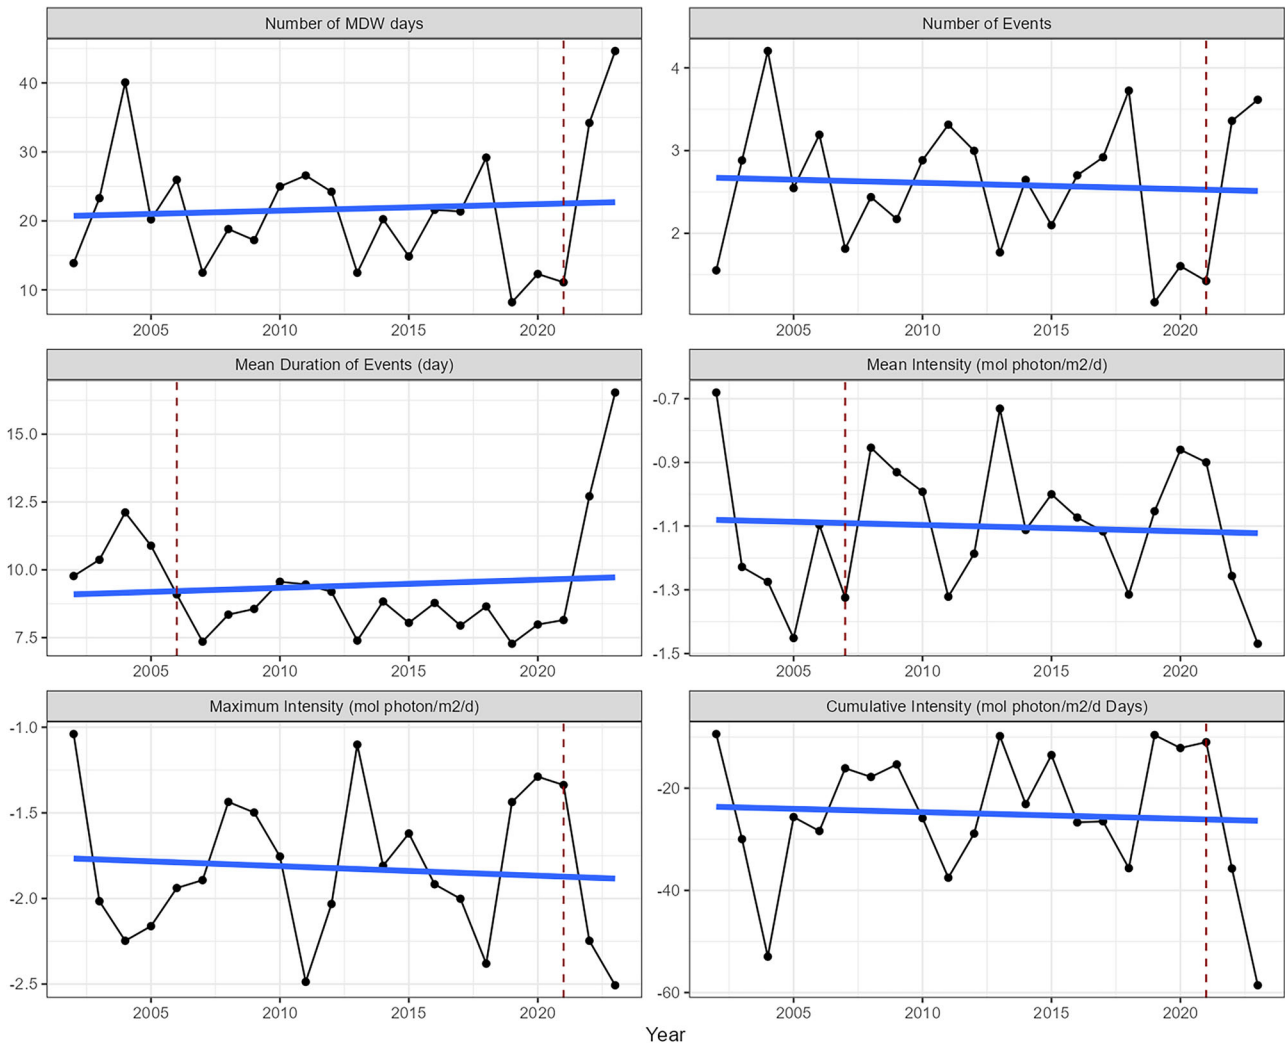 Number of MDW days
Number of Events
40
30
20
10
4
3
2
2005 2010 2015 2020
2005 2010 2015 2020
Mean Duration of Events (day)
Mean Intensity (mol photon/m2/d)
15.0
12.5
10.0
7.5
-0.7
-0.9
-1.1
-1.3
-1.5
2005 2010 2015 2020
2005 2010 2015 2020
Maximum Intensity (mol photon/m2/d)
Cumulative Intensity (mol photon/m2/d Days)
-1.0
-1.5
-2.0
-2.5
-20
-40
-60
2005 2010 2015 2020
2005 2010 2015 2020
Year